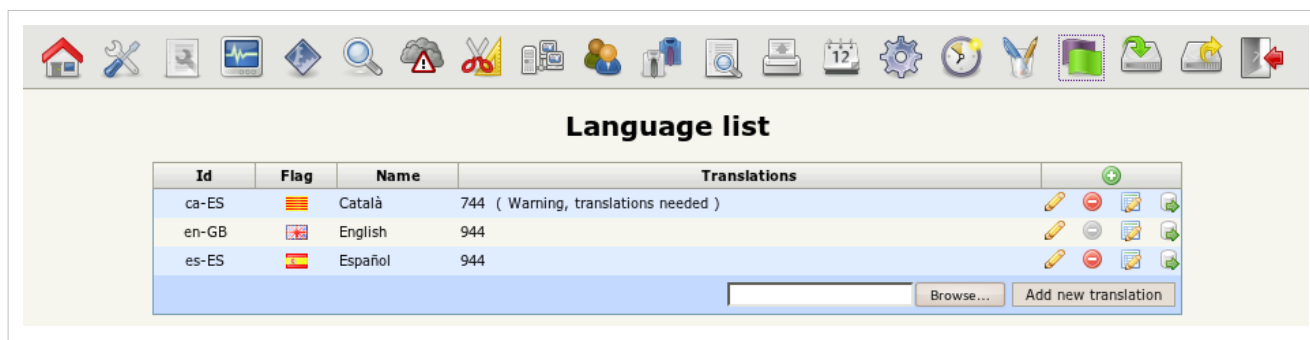 12
Language list
Id Flag Name Translations
ca-ES Català 744 ( Warning, translations needed )
en-GB English 944
es-ES Español 944
Browse... Add new translation